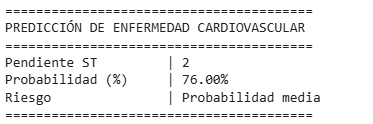 ========================================
PREDICCIÓN DE ENFERMEDAD CARDIOVASCULAR
========================================
Pendiente ST         | 2
Probabilidad (%)     | 76.00%
Riesgo               | Probabilidad media
========================================